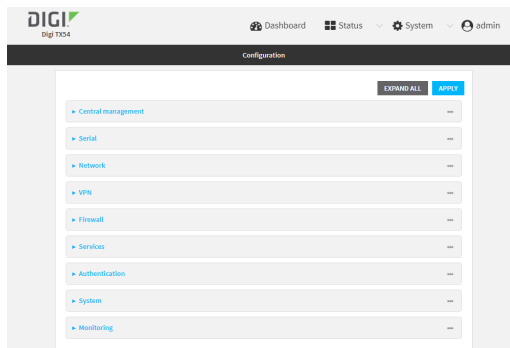 DIGI
Digi TX54
Dashboard
Status
System
admin
Configuration
EXPAND ALL
APPLY
Central management
Serial
Network
VPN
Firewall
Services
Authentication
System
Monitoring